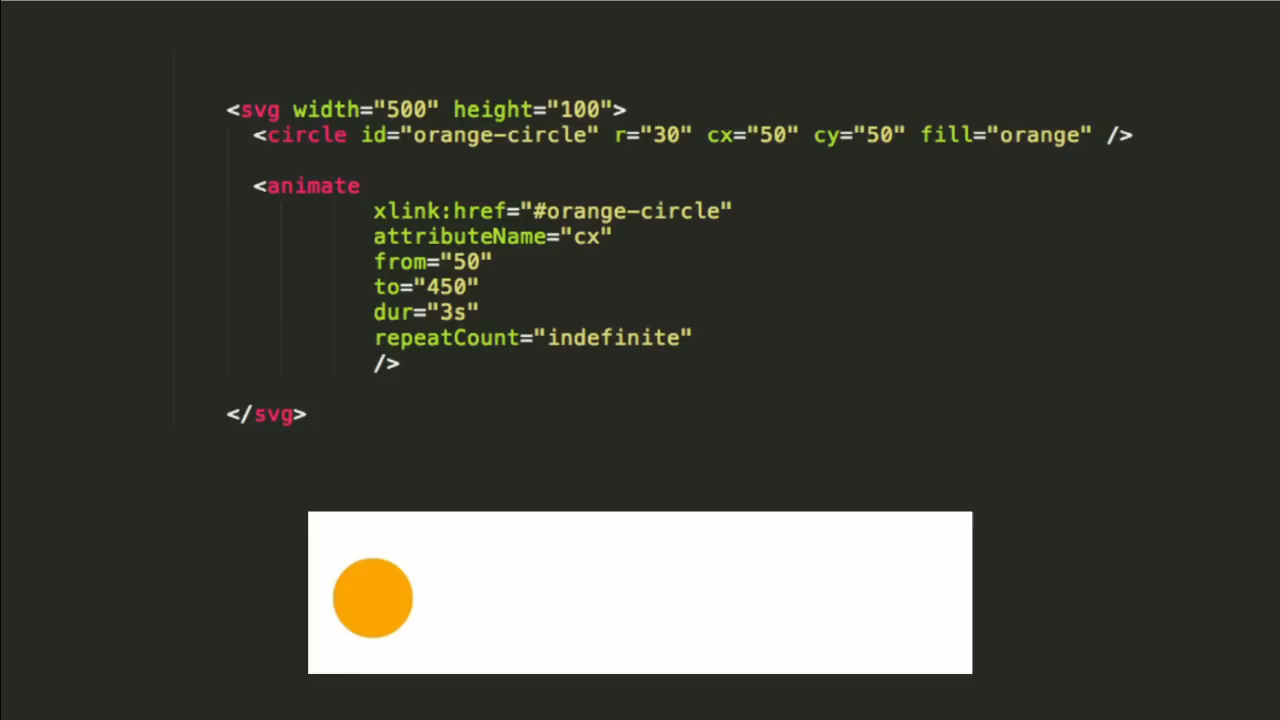 <svg width="500" height="100">
<circle id="orange-circle" r="30" cx="50" cy="50" fill="orange" />
<animate
xlink:href="#orange-circle"
attributeName="cx"
from="50"
to="450"
dur="3s"
repeatCount="indefinite"
/>
</svg>